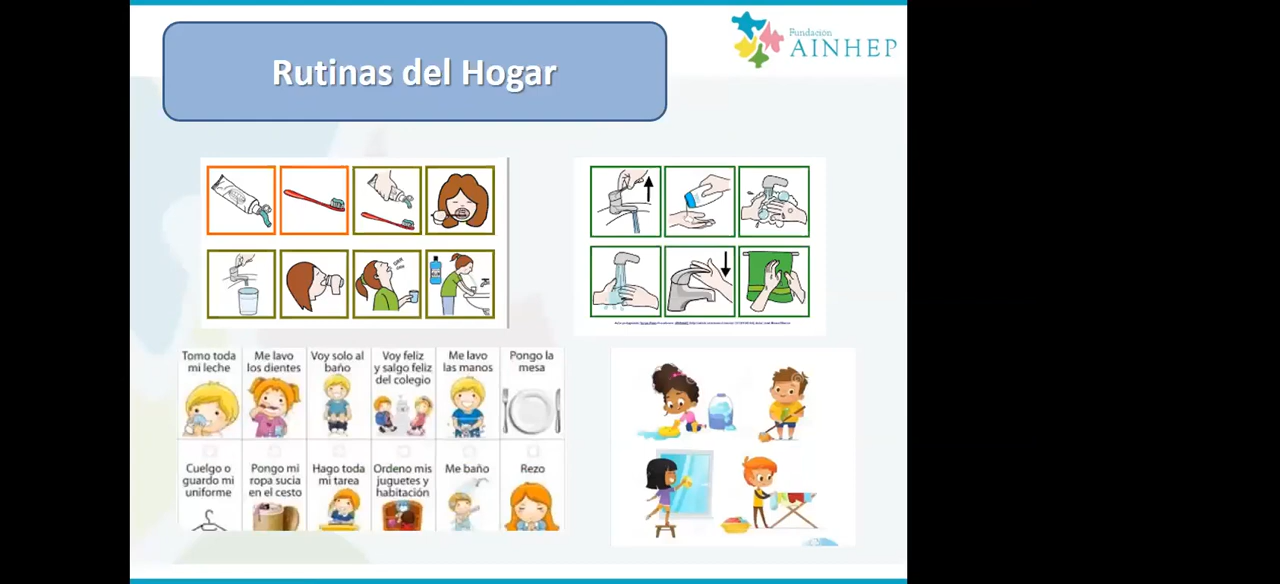 Fundación
AINHEP
Rutinas del Hogar
Tomo toda
mi leche
Me lavo
los dientes
Voy solo al
baño
Voy feliz
y salgo feliz
del colegio
Me lavo
las manos
Pongo la
mesa
Cuelgo o
guardo mi
uniforme
Pongo mi
ropa sucia
en el cesto
Hago toda
mi tarea
Ordeno mis
juguetes y
habitación
Me baño
Rezo